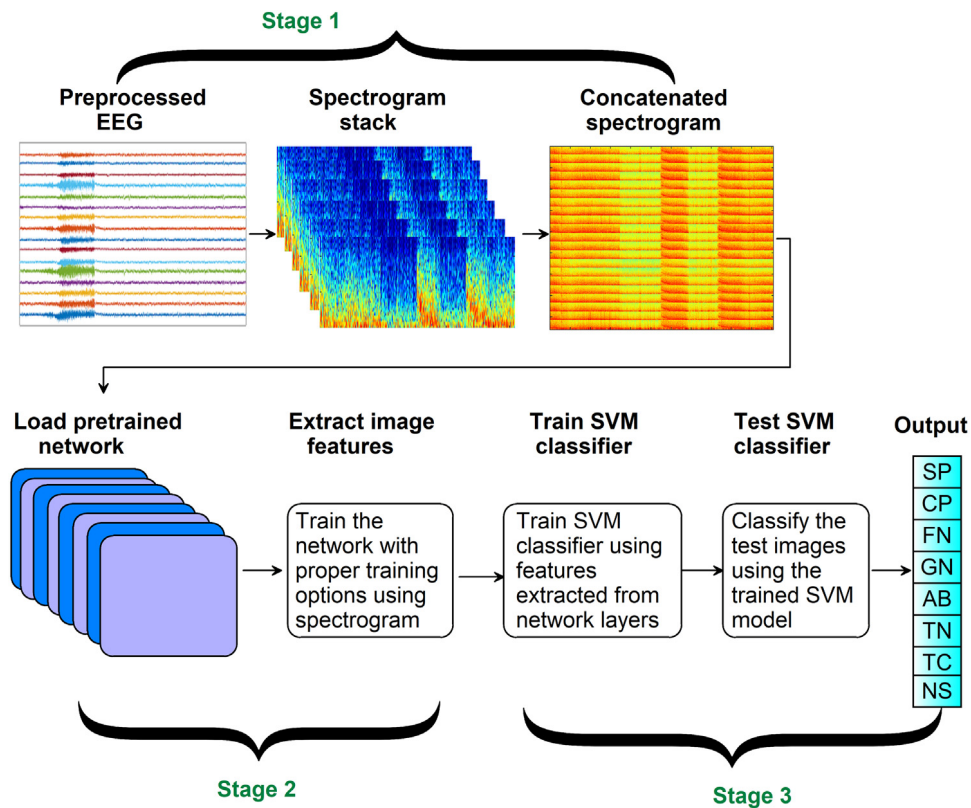 Stage 1
Preprocessed
EEG
Spectrogram
stack
Concatenated
spectrogram
Load pretrained
network
Extract image
features
Train SVM
classifier
Test SVM
classifier
Output
Train the
network with
proper training
options using
spectrogram
Train SVM
classifier using
features
extracted from
network layers
Classify the
test images
using the
trained SVM
model
SP
CP
FN
GN
AB
TN
TC
NS
Stage 2
Stage 3